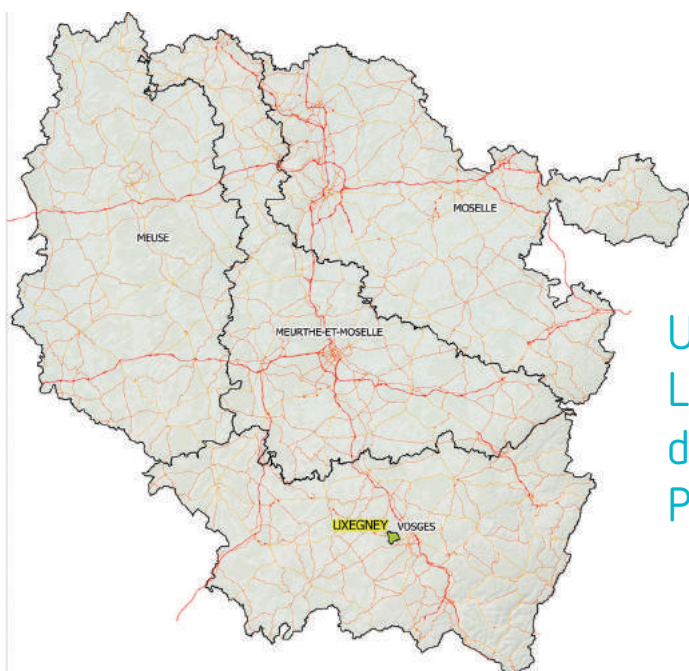 MEUSE
MOSELLE
MEURTHE-ET-MOSELLE
UXEGNEY
VOSGES
U
L
d
P